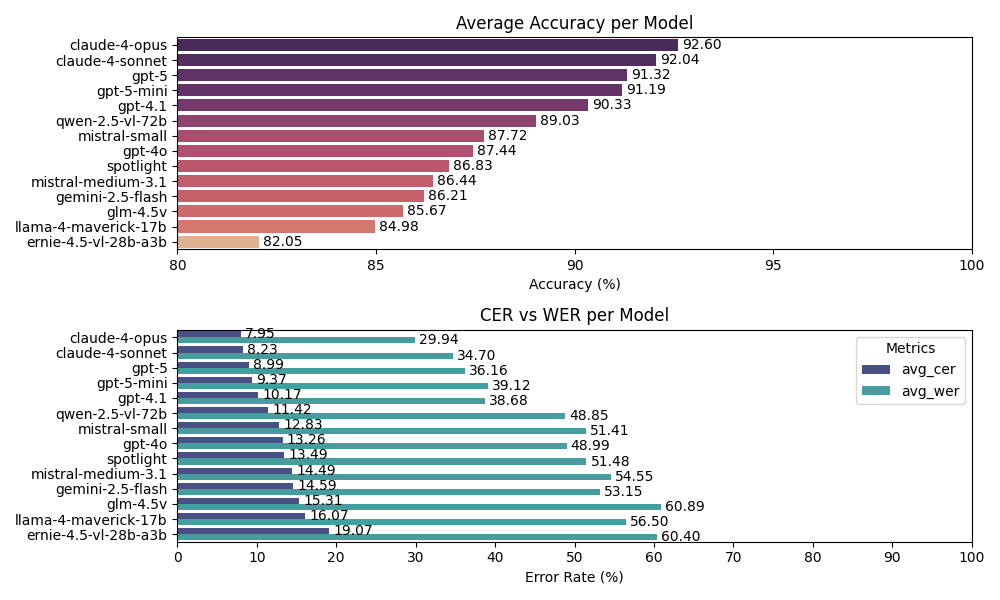 Average Accuracy per Model
claude-4-opus 92.60
claude-4-sonnet 92.04
gpt-5 91.32
gpt-5-mini 91.19
gpt-4.1 90.33
qwen-2.5-vl-72b 89.03
mistral-small 87.72
gpt-4o 87.44
spotlight 86.83
mistral-medium-3.1 86.44
gemini-2.5-flash 86.21
glm-4.5v 85.67
llama-4-maverick-17b 84.98
ernie-4.5-vl-28b-a3b 82.05
80 85 90 95 100
Accuracy (%)
CER vs WER per Model
claude-4-opus 7.95 29.94
claude-4-sonnet 8.23 34.70
gpt-5 8.99 36.16
gpt-5-mini 9.37 39.12
gpt-4.1 10.17 38.68
qwen-2.5-vl-72b 11.42 48.85
mistral-small 12.83 51.41
gpt-4o 13.26 48.99
spotlight 13.49 51.48
mistral-medium-3.1 14.49 54.55
gemini-2.5-flash 14.59 53.15
glm-4.5v 15.31 60.89
llama-4-maverick-17b 16.07 56.50
ernie-4.5-vl-28b-a3b 19.07 60.40
Metrics
avg_cer
avg_wer
0 10 20 30 40 50 60 70 80 90 100
Error Rate (%)